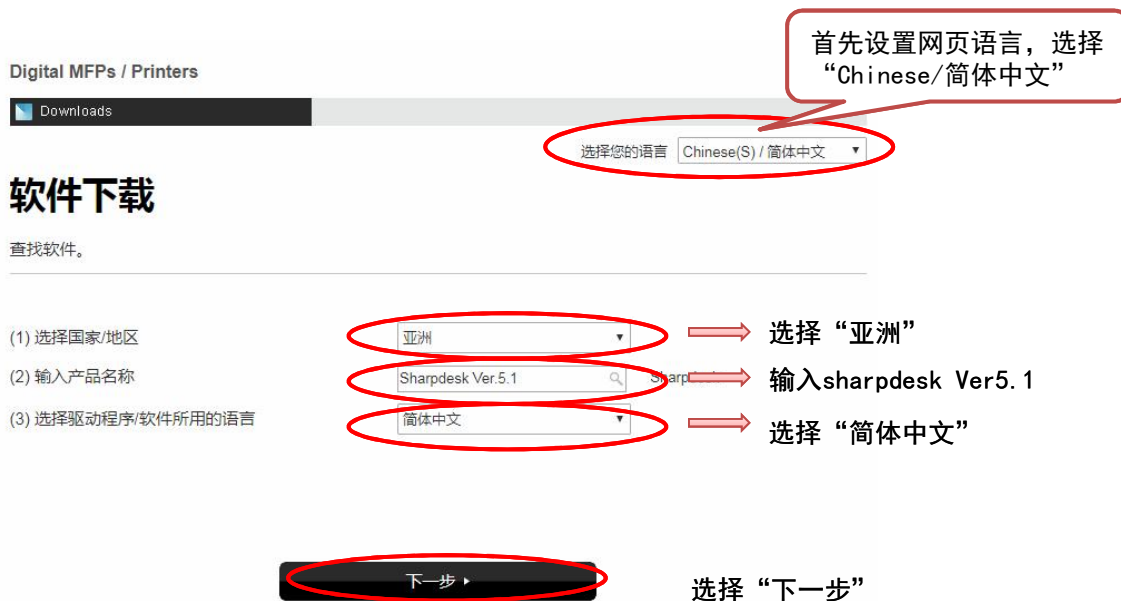 首先设置网页语言，选择
“Chinese/简体中文”
Digital MFPs / Printers
Downloads
选择您的语言 Chinese(S) / 简体中文
软件下载
查找软件。
(1) 选择国家/地区 亚洲 选择“亚洲”
(2) 输入产品名称 Sharpdesk Ver.5.1 输入sharpdesk Ver5.1
(3) 选择驱动程序/软件所用的语言 简体中文 选择“简体中文”
下一步 选择“下一步”